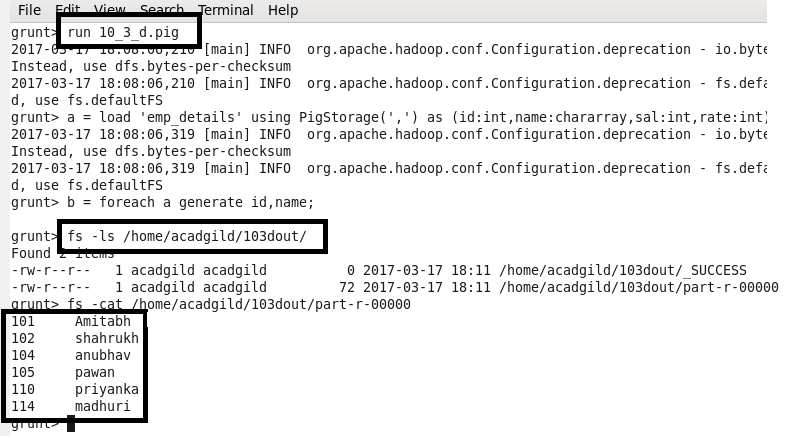 File Edit View Search Terminal Help
grunt> run 10_3_d.pig
2017-03-17 18:08:06,210 [main] INFO  org.apache.hadoop.conf.Configuration.deprecation - io.byte
Instead, use dfs.bytes-per-checksum
2017-03-17 18:08:06,210 [main] INFO  org.apache.hadoop.conf.Configuration.deprecation - fs.defa
d, use fs.defaultFS
grunt> a = load 'emp_details' using PigStorage(',') as (id:int,name:chararray,sal:int,rate:int)
2017-03-17 18:08:06,319 [main] INFO  org.apache.hadoop.conf.Configuration.deprecation - io.byte
Instead, use dfs.bytes-per-checksum
2017-03-17 18:08:06,319 [main] INFO  org.apache.hadoop.conf.Configuration.deprecation - fs.defa
d, use fs.defaultFS
grunt> b = foreach a generate id,name;
grunt> fs -ls /home/acadgild/103dout/
Found 2 items
-rw-r--r--   1 acadgild acadgild          0 2017-03-17 18:11 /home/acadgild/103dout/_SUCCESS
-rw-r--r--   1 acadgild acadgild         72 2017-03-17 18:11 /home/acadgild/103dout/part-r-00000
grunt> fs -cat /home/acadgild/103dout/part-r-00000
101     Amitabh
102     shahrukh
104     anubhav
105     pawan
110     priyanka
114     madhuri
grunt>